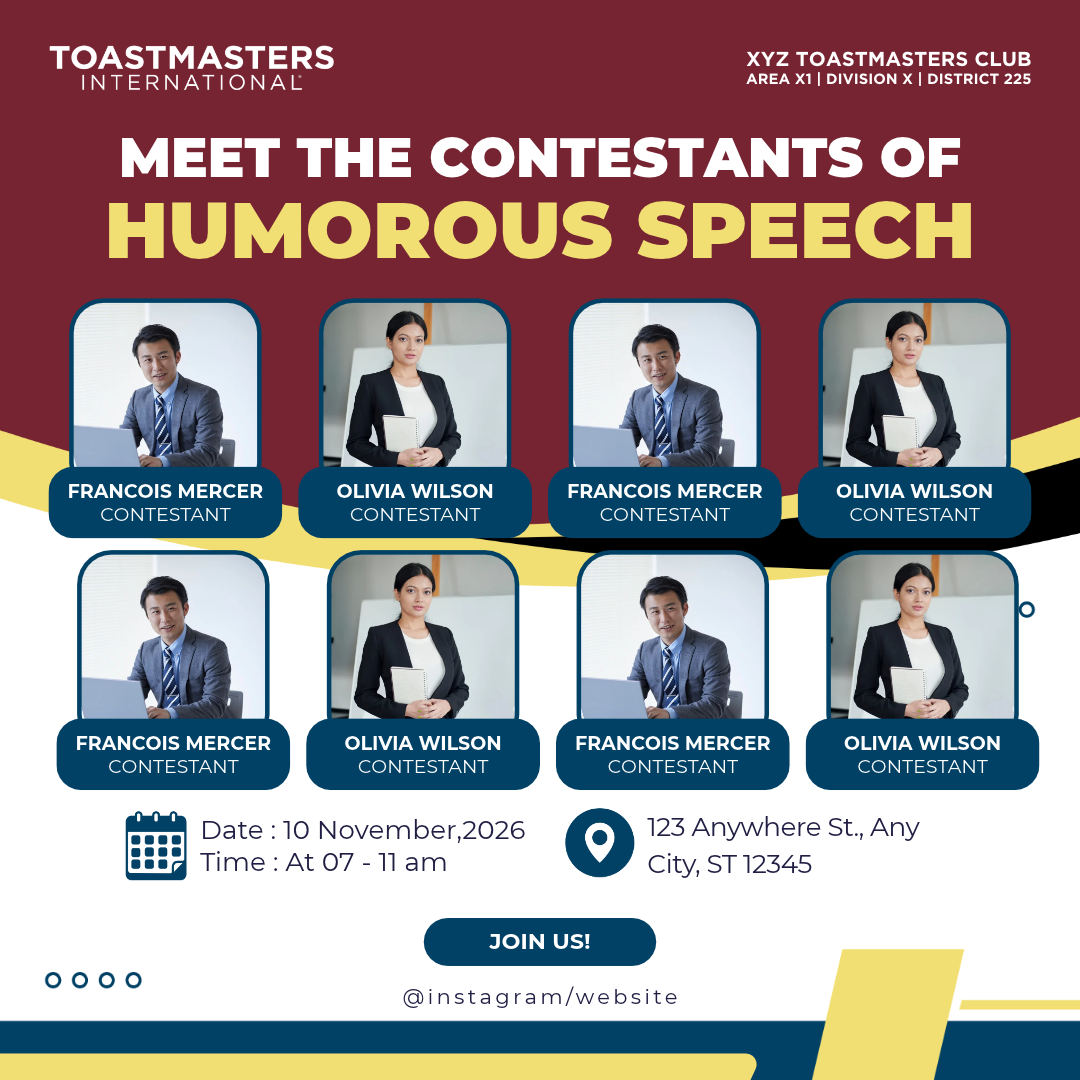 TOASTMASTERS
INTERNATIONAL
XYZ TOASTMASTERS CLUB
AREA X1 | DIVISION X | DISTRICT 225
MEET THE CONTESTANTS OF
HUMOROUS SPEECH
FRANCOIS MERCER
CONTESTANT
OLIVIA WILSON
CONTESTANT
FRANCOIS MERCER
CONTESTANT
OLIVIA WILSON
CONTESTANT
FRANCOIS MERCER
CONTESTANT
OLIVIA WILSON
CONTESTANT
FRANCOIS MERCER
CONTESTANT
OLIVIA WILSON
CONTESTANT
Date : 10 November,2026
Time : At 07 - 11 am
123 Anywhere St., Any
City, ST 12345
JOIN US!
@instagram/website